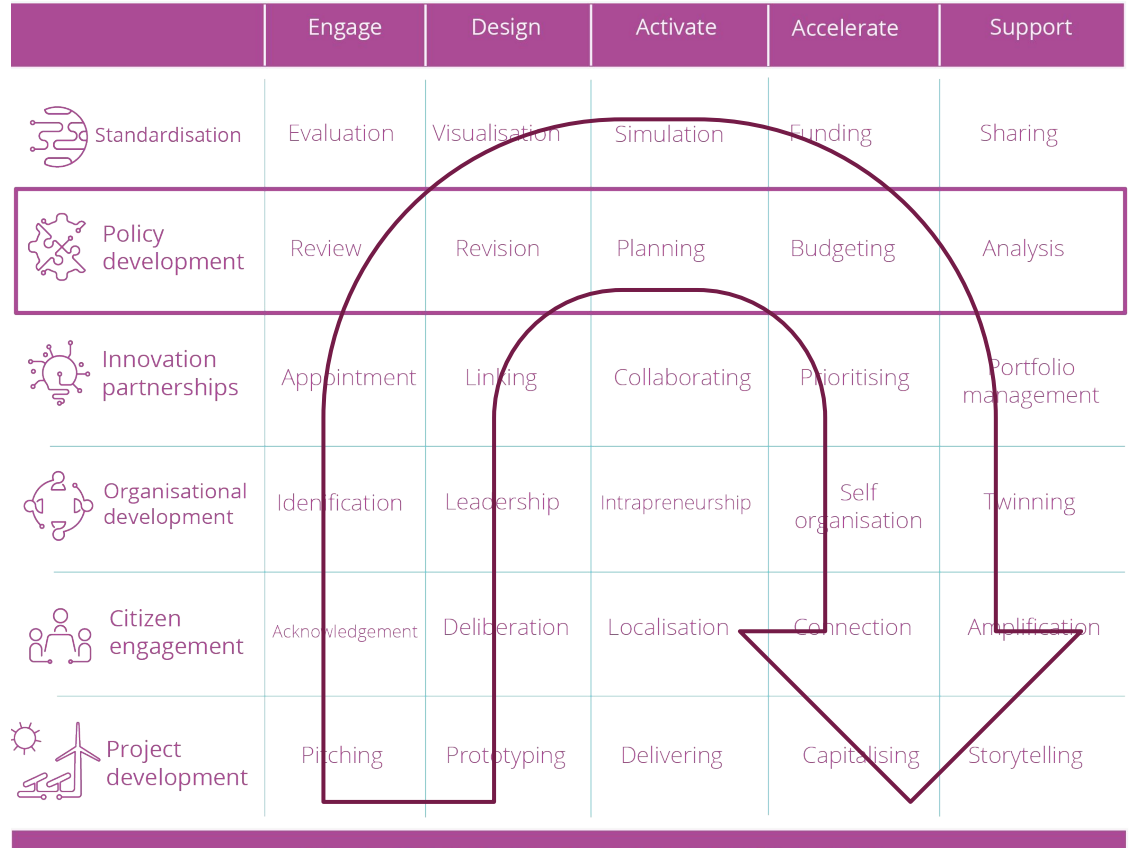 Engage Design Activate Accelerate Support
Standardisation Evaluation Visualisation Simulation Funding Sharing
Policy
development Review Revision Planning Budgeting Analysis
Innovation
partnerships Appointment Linking Collaborating Prioritising Portfolio
management
Organisational
development Identification Leadership Intrapreneurship Self
organisation Twinning
Citizen
engagement Acknowledgement Deliberation Localisation Connection Amplification
Project
development Pitching Prototyping Delivering Capitalising Storytelling